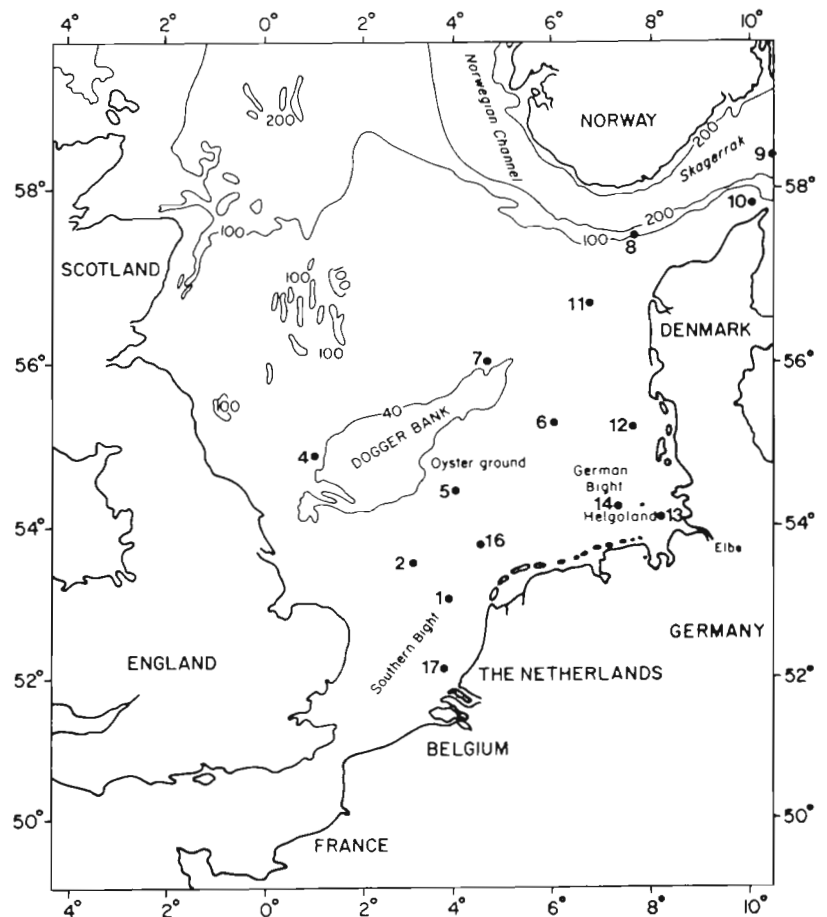 4° 2° 0° 2° 4° 6° 8° 10°
200
Norwegian Channel
NORWAY
200
Skagerrak
9
58° 58°
10
200
100
100
8
SCOTLAND
100
100
11
DENMARK
100
56° 56°
7
40
100
DOGGER BANK
6
12
4
Oyster ground
German
Bight
5
14
Helgoland 13
54° 54°
16
Elbe
2
1
Southern Bight
GERMANY
ENGLAND
17
THE NETHERLANDS
52° 52°
BELGIUM
50° 50°
FRANCE
4° 2° 0° 2° 4° 6° 8° 10°